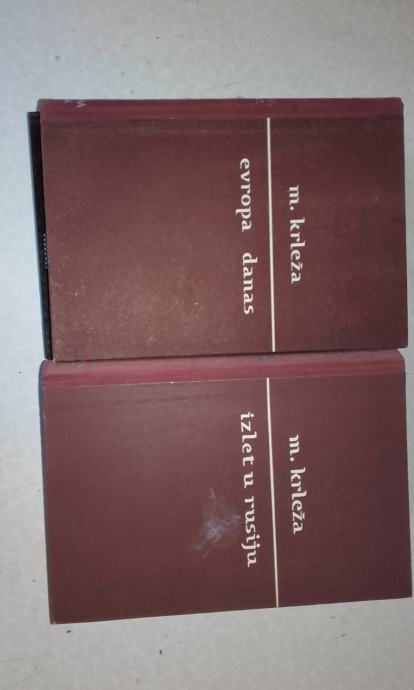 m. krleža
evropa danas
m. krleža
izlet u rusiju